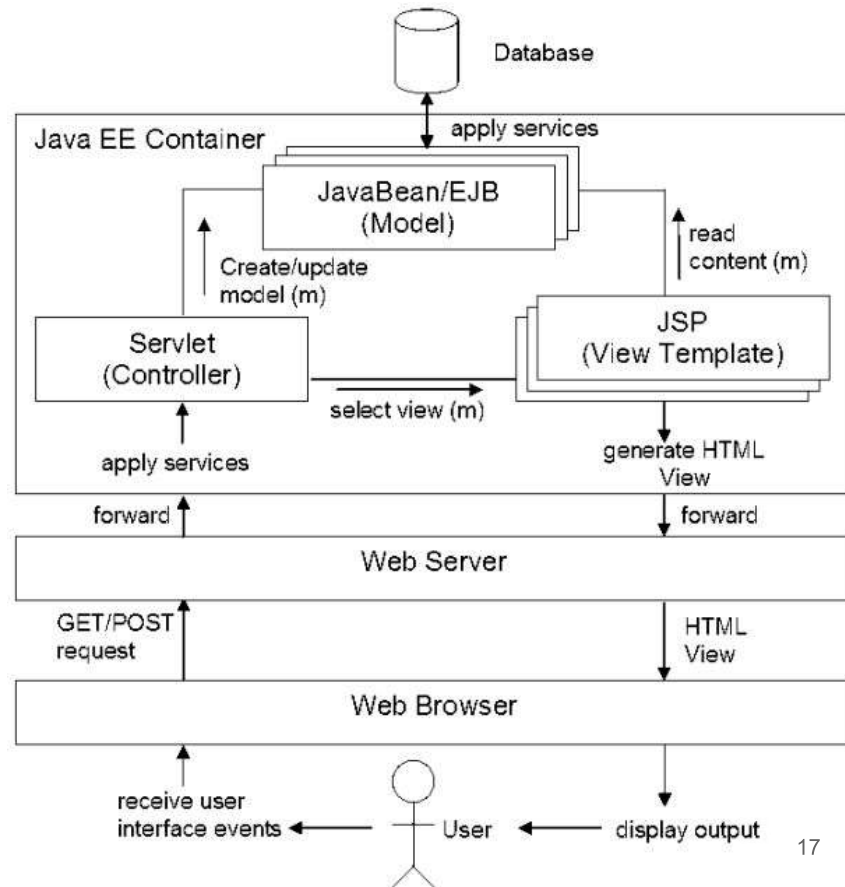 Database
apply services
Java EE Container
JavaBean/EJB
(Model)
Create/update
model (m)
read
content (m)
Servlet
(Controller)
JSP
(View Template)
select view (m)
apply services
generate HTML
View
forward
forward
Web Server
GET/POST
request
HTML
View
Web Browser
receive user
interface events
User
display output
17